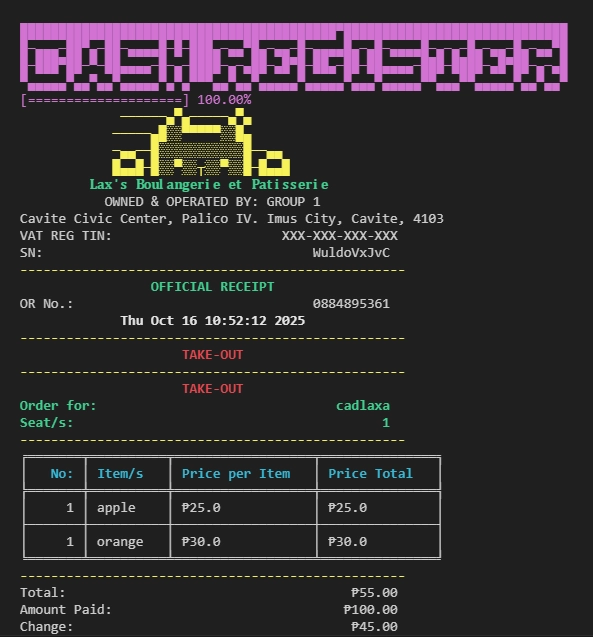 [====================] 100.00%
Lax's Boulangerie et Patisserie
OWNED & OPERATED BY: GROUP 1
Cavite Civic Center, Palico IV. Imus City, Cavite, 4103
VAT REG TIN: XXX-XXX-XXX-XXX
SN: WuldoVxJvC
--------------------------------------------------
OFFICIAL RECEIPT
OR No.: 0884895361
Thu Oct 16 10:52:12 2025
--------------------------------------------------
TAKE-OUT
--------------------------------------------------
TAKE-OUT
Order for: cadlaxa
Seat/s: 1
--------------------------------------------------
No: Item/s Price per Item Price Total
1 apple ₱25.0 ₱25.0
1 orange ₱30.0 ₱30.0
--------------------------------------------------
Total: ₱55.00
Amount Paid: ₱100.00
Change: ₱45.00